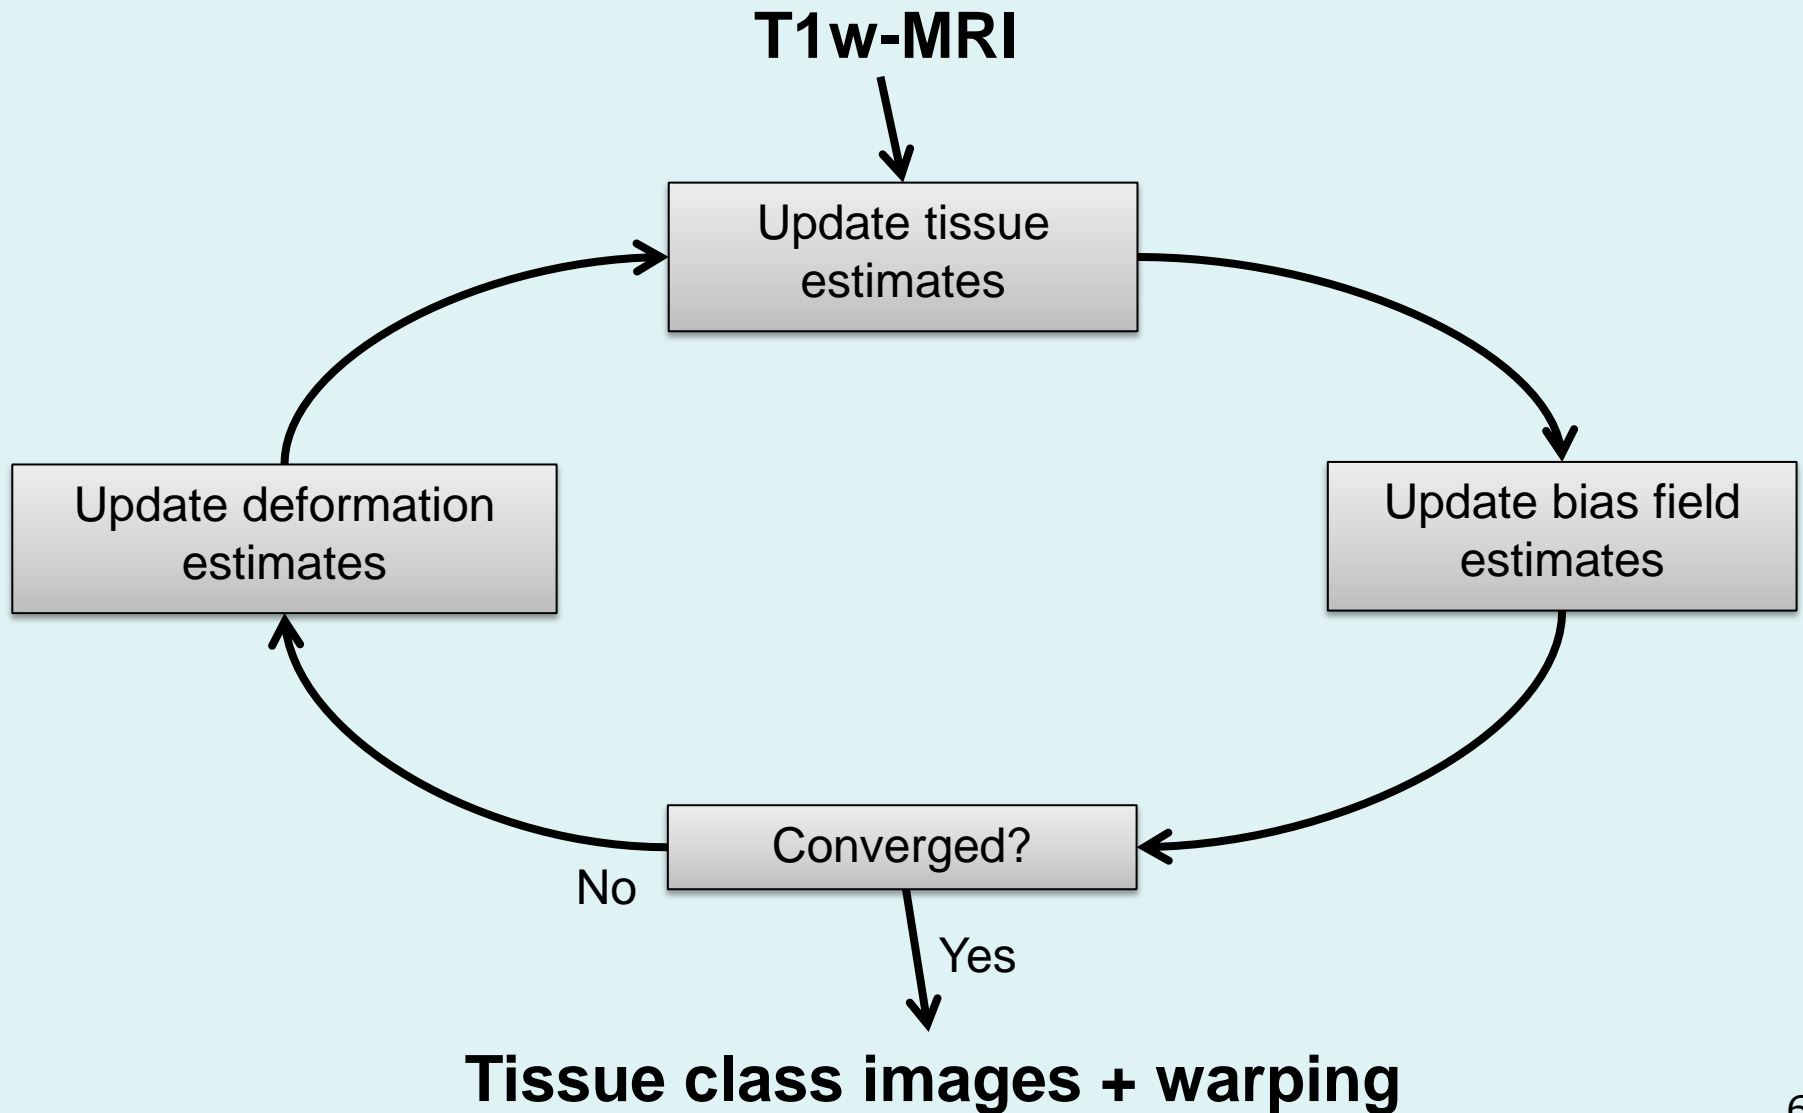 T1w-MRI
Update tissue
estimates
Update deformation
estimates
Update bias field
estimates
Converged?
No
Yes
Tissue class images + warping